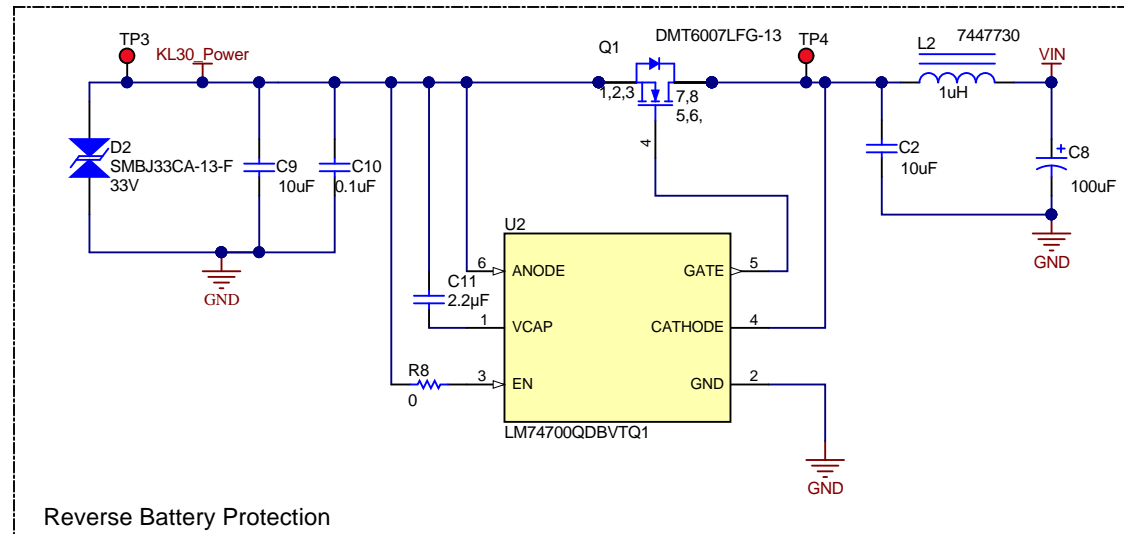 TP3
KL30_Power
Q1
DMT6007LFG-13
TP4
L2
7447730
VIN
1,2,3
7,8
5,6,
1uH
4
D2
SMBJ33CA-13-F
33V
C9
10uF
C10
0.1uF
C2
10uF
C8
100uF
+
GND
GND
U2
C11
2.2µF
6
ANODE
GATE
5
1
VCAP
CATHODE
4
R8
0
3
EN
GND
2
LM74700QDBVTQ1
GND
Reverse Battery Protection